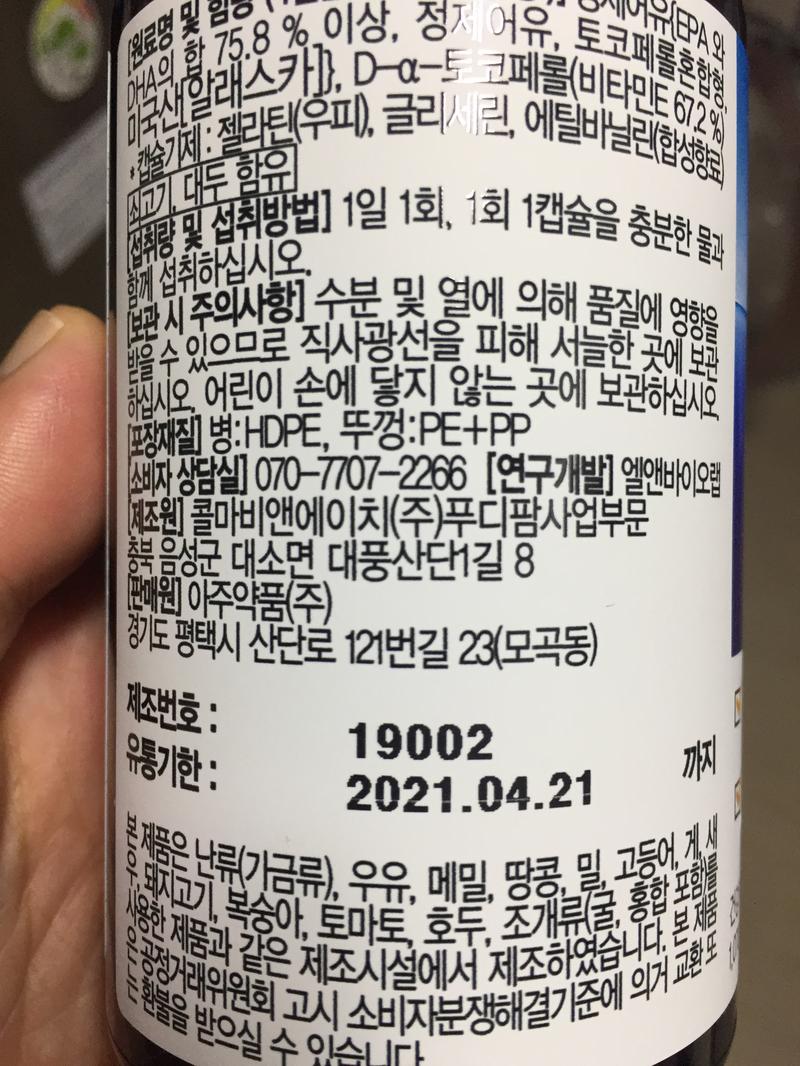 [원료명 및 함량 정제어유{EPA 와
DHA의 합 75.8 % 이상, 정제어유, 토코페롤혼합형,
미국산[알래스카]}, D-α-토코페롤(비타민E 67.2 %)
* 캡슐기제 : 젤라틴(우피), 글리세린, 에틸바닐린(합성향료)
쇠고기, 대두 함유
[섭취량 및 섭취방법] 1일 1회, 1회 1캡슐을 충분한 물과
함께 섭취하십시오.
[보관 시 주의사항] 수분 및 열에 의해 품질에 영향을
받을 수 있으므로 직사광선을 피해 서늘한 곳에 보관
하십시오. 어린이 손에 닿지 않는 곳에 보관하십시오.
[포장재질] 병:HDPE, 뚜껑:PE+PP
[소비자 상담실] 070-7707-2266 [연구개발] 엘앤바이오랩
[제조원] 콜마비앤에이치(주)푸디팜사업부문
충북 음성군 대소면 대풍산단1길 8
[판매원] 아주약품(주)
경기도 평택시 산단로 121번길 23(모곡동)
제조번호 : 19002
유통기한 : 2021.04.21 까지
본 제품은 난류(가금류), 우유, 메밀, 땅콩, 밀, 고등어, 게, 새
우, 돼지고기, 복숭아, 토마토, 호두, 조개류(굴, 홍합 포함)를
사용한 제품과 같은 제조시설에서 제조하였습니다. 본 제품
은 공정거래위원회 고시 소비자분쟁해결기준에 의거 교환 또
는 환불을 받으실 수 있습니다.